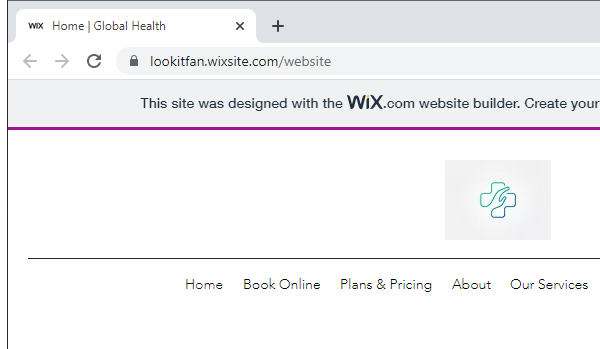 WiX Home | Global Health
lookitfan.wixsite.com/website
This site was designed with the WiX.com website builder. Create your
Home Book Online Plans & Pricing About Our Services